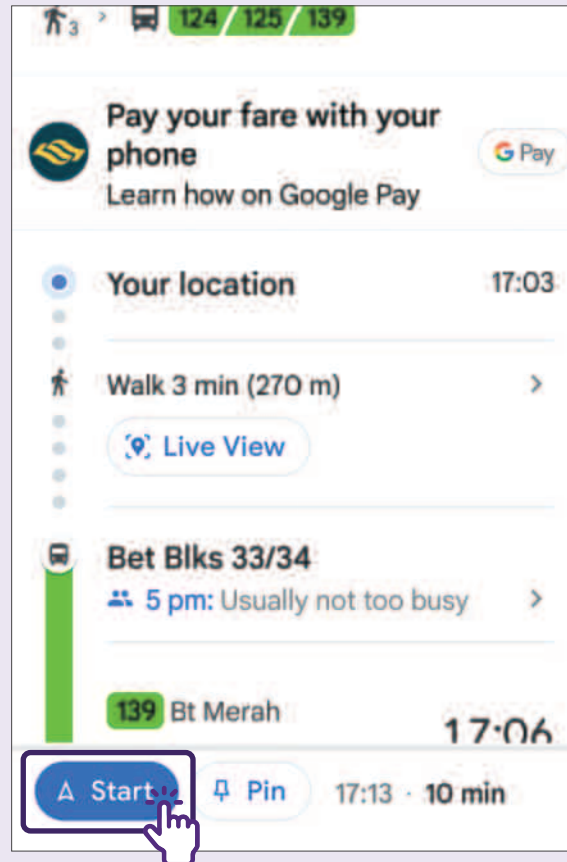 3 124 / 125 / 139
Pay your fare with your
phone
G Pay
Learn how on Google Pay
Your location 17:03
Walk 3 min (270 m)
Live View
Bet Blks 33/34
5 pm: Usually not too busy
139 Bt Merah 17:06
Start Pin 17:13 · 10 min